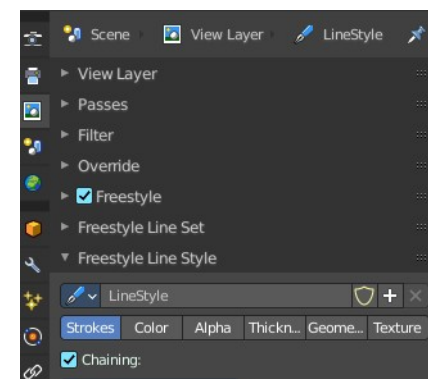 Scene View Layer LineStyle
View Layer
Passes
Filter
Override
Freestyle
Freestyle Line Set
Freestyle Line Style
LineStyle
Strokes Color Alpha Thickn... Geome... Texture
Chaining: